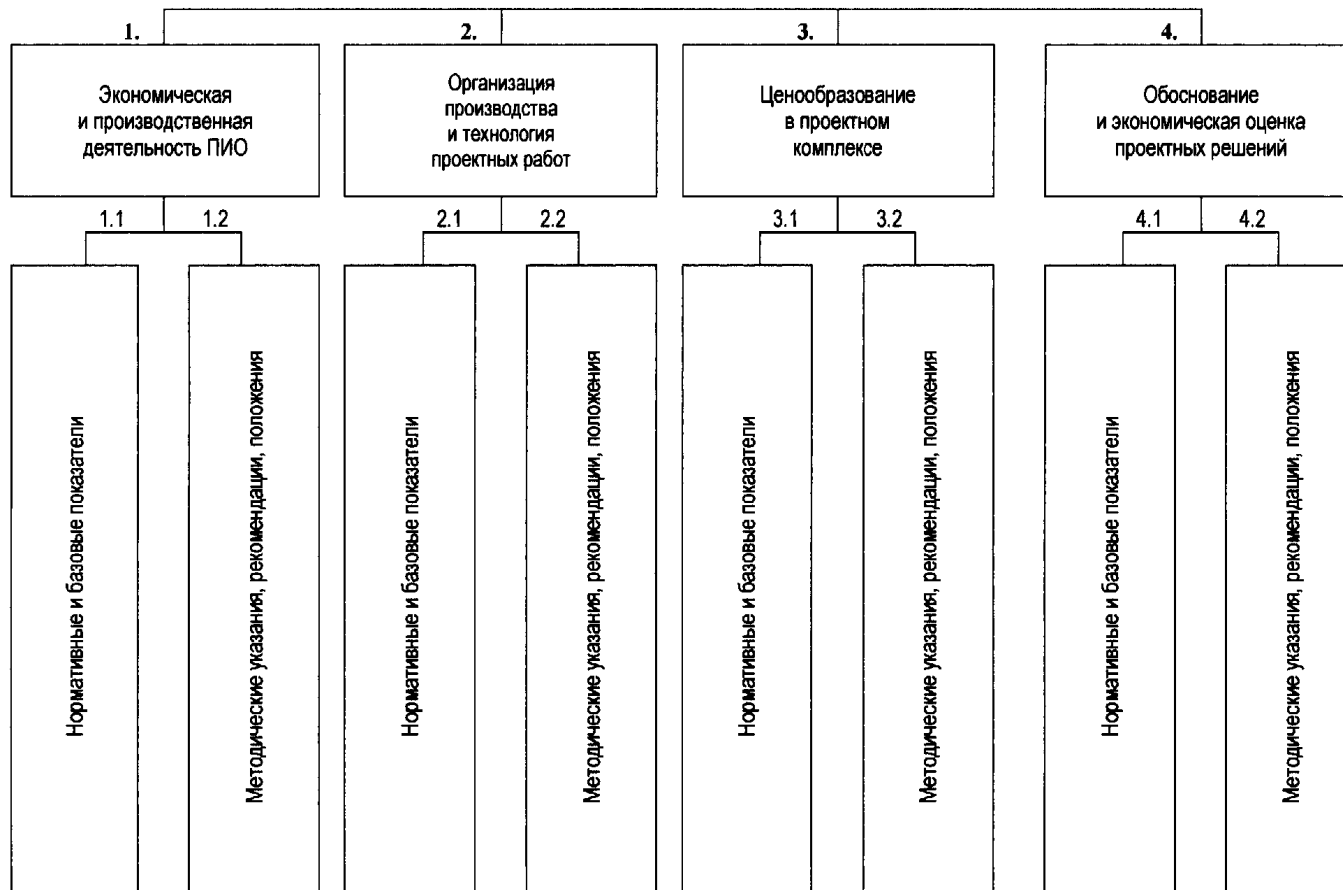 1.
Экономическая
и производственная
деятельность ПИО
2.
Организация
производства
и технология
проектных работ
3.
Ценообразование
в проектном
комплексе
4.
Обоснование
и экономическая оценка
проектных решений
1.1
1.2
2.1
2.2
3.1
3.2
4.1
4.2
Нормативные и базовые показатели
Методические указания, рекомендации, положения
Нормативные и базовые показатели
Методические указания, рекомендации, положения
Нормативные и базовые показатели
Методические указания, рекомендации, положения
Нормативные и базовые показатели
Методические указания, рекомендации, положения